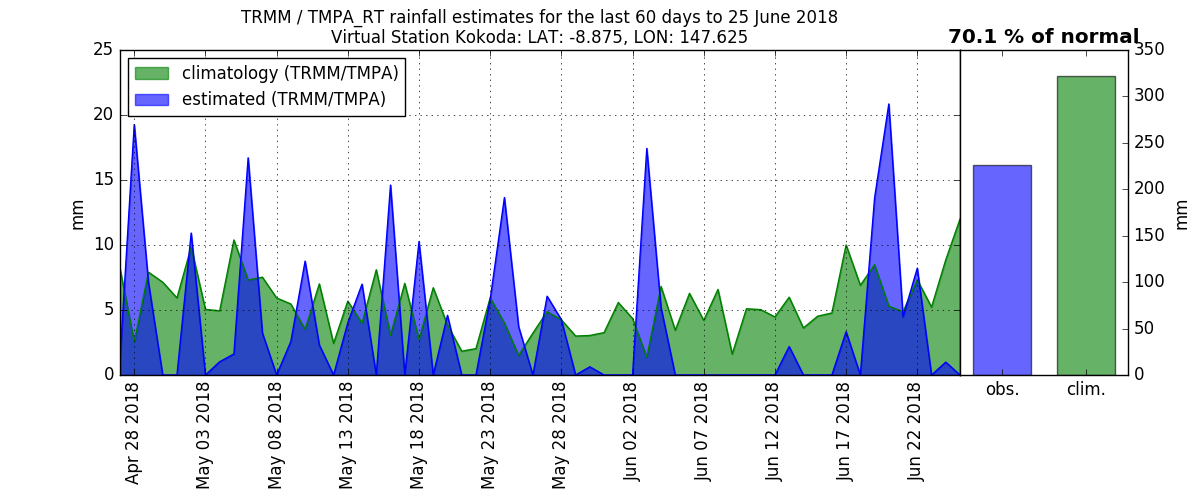 TRMM / TMPA_RT rainfall estimates for the last 60 days to 25 June 2018
Virtual Station Kokoda: LAT: -8.875, LON: 147.625
70.1 % of normal
climatology (TRMM/TMPA)
estimated (TRMM/TMPA)
25
20
15
10
5
0
mm
350
300
250
200
150
100
50
0
mm
Apr 28 2018
May 03 2018
May 08 2018
May 13 2018
May 18 2018
May 23 2018
May 28 2018
Jun 02 2018
Jun 07 2018
Jun 12 2018
Jun 17 2018
Jun 22 2018
obs.
clim.